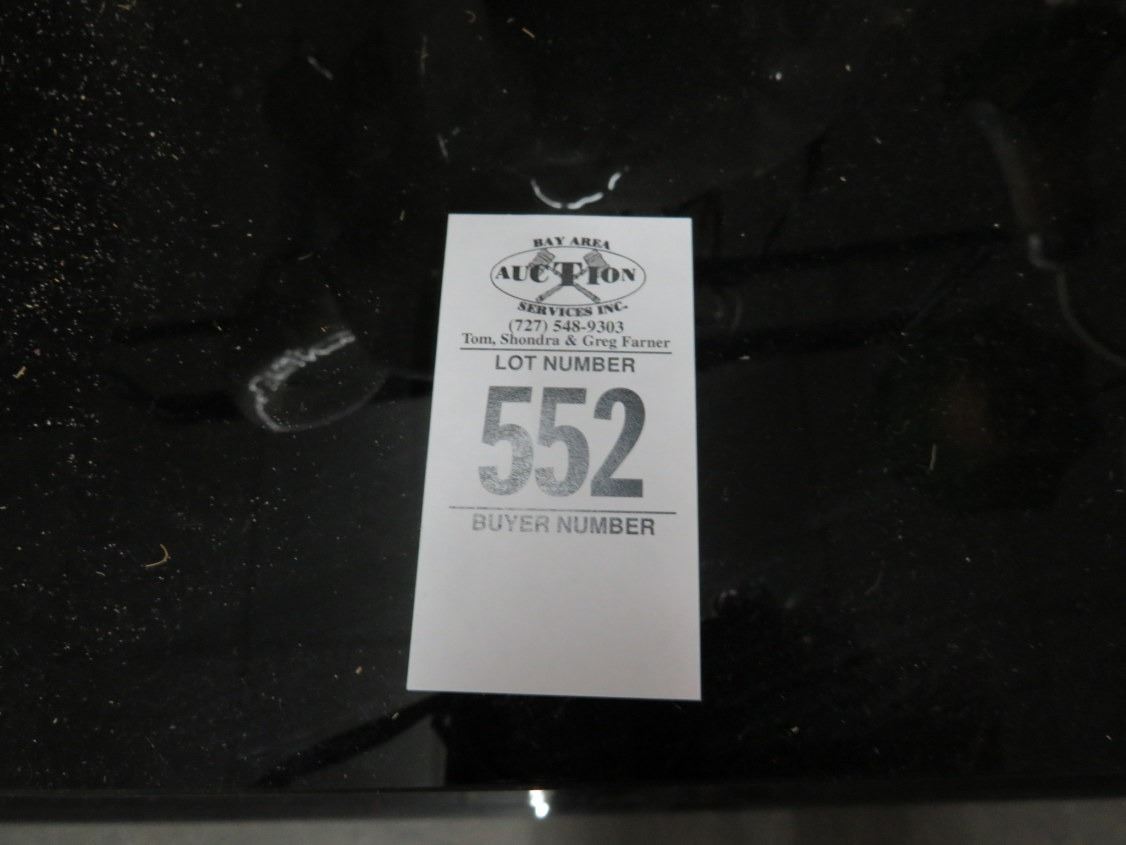 BAY AREA
AUCTION
SERVICES INC.
(727) 548-9303
Tom, Shondra & Greg Farner
LOT NUMBER
552
BUYER NUMBER